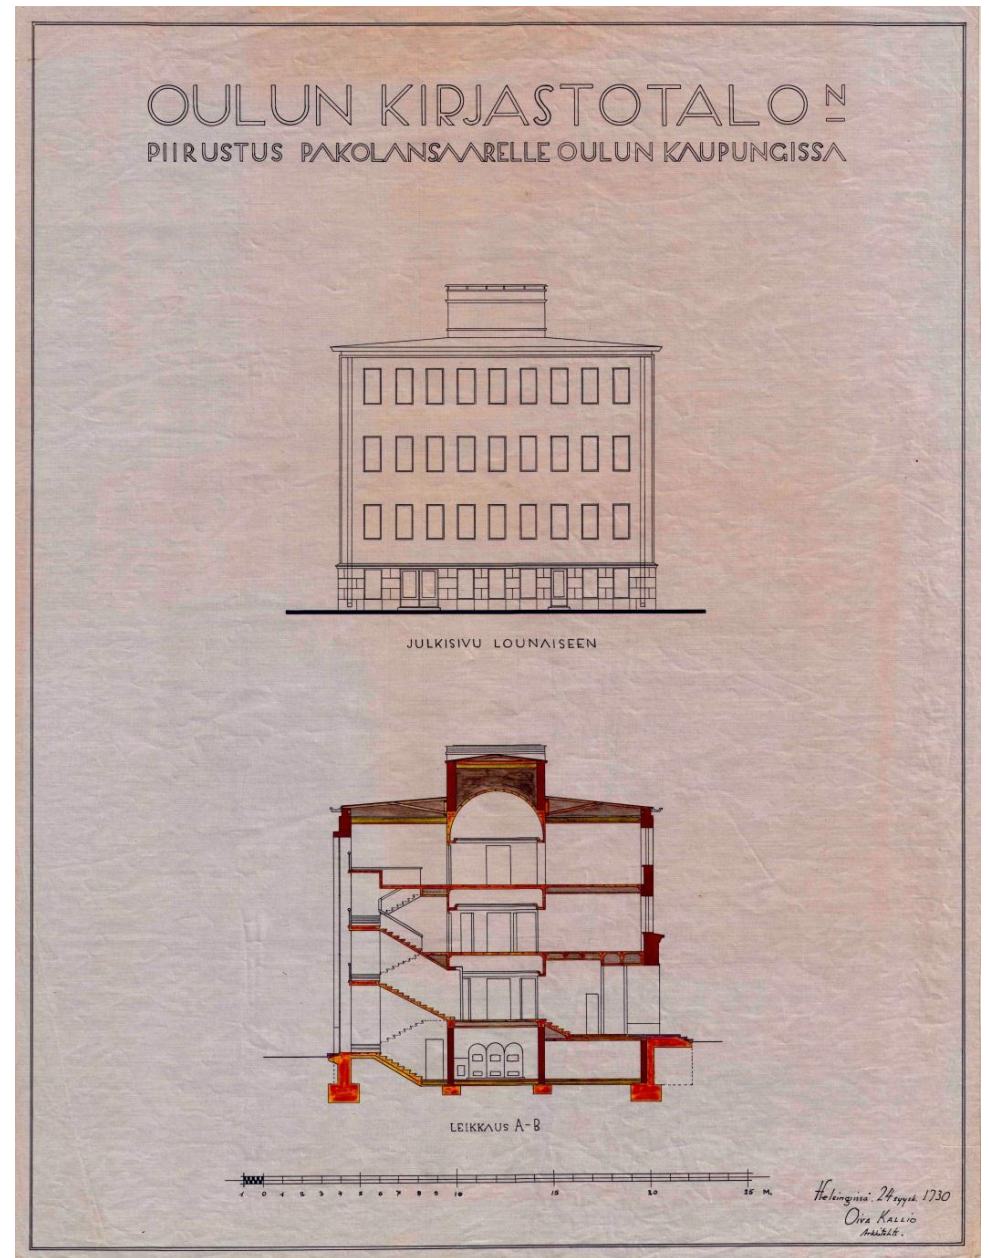 OULUN KIRJASTOTALON
PIIRUSTUS PAKOLANSAARELLE OULUN KAUPUNGISSA
JULKISIVU LOUNAISEEN
LEIKKAUS A-B
1 0 1 2 3 4 5 6 7 8 9 10 15 20 25 M.
Helsingissä, 24 syysk. 1930
Oiva Kallio
Arkkitehti.